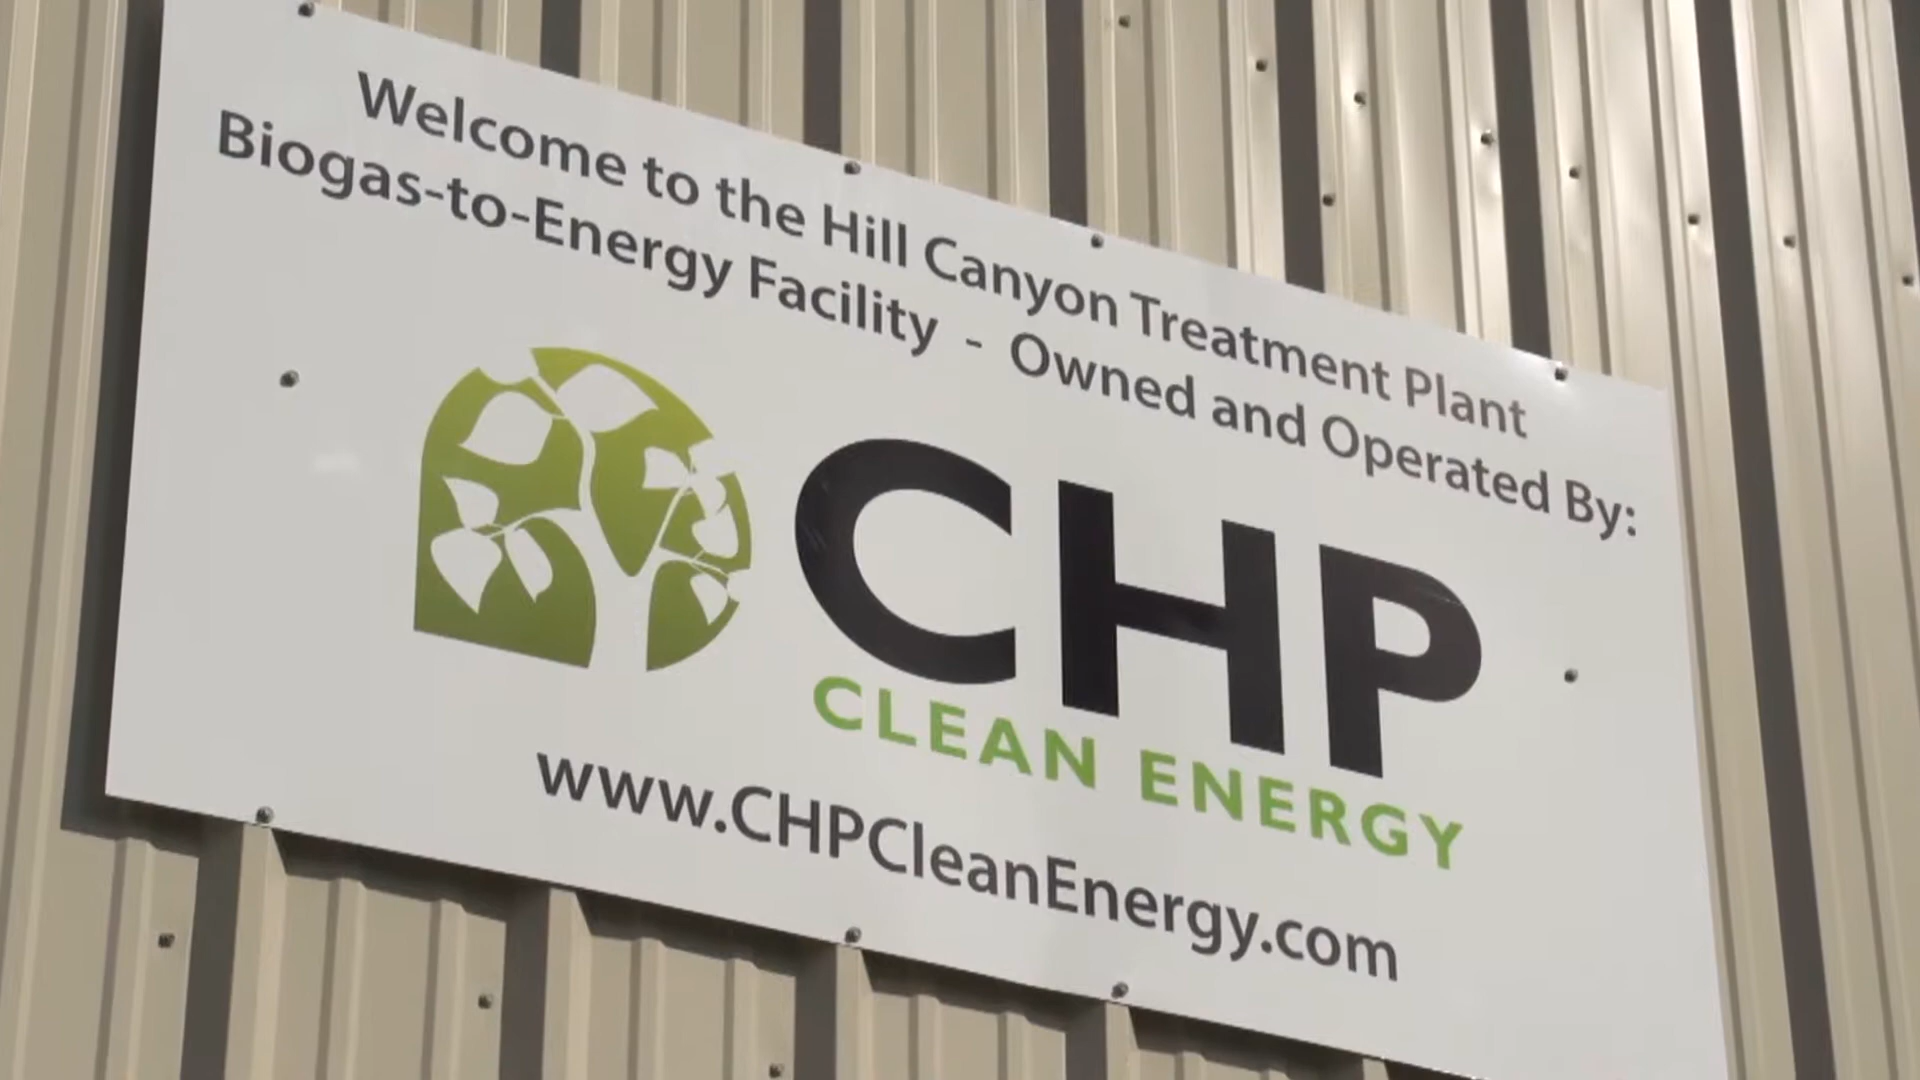 Welcome to the Hill Canyon Treatment Plant
Biogas-to-Energy Facility - Owned and Operated By:
CHP
CLEAN ENERGY
www.CHPCleanEnergy.com